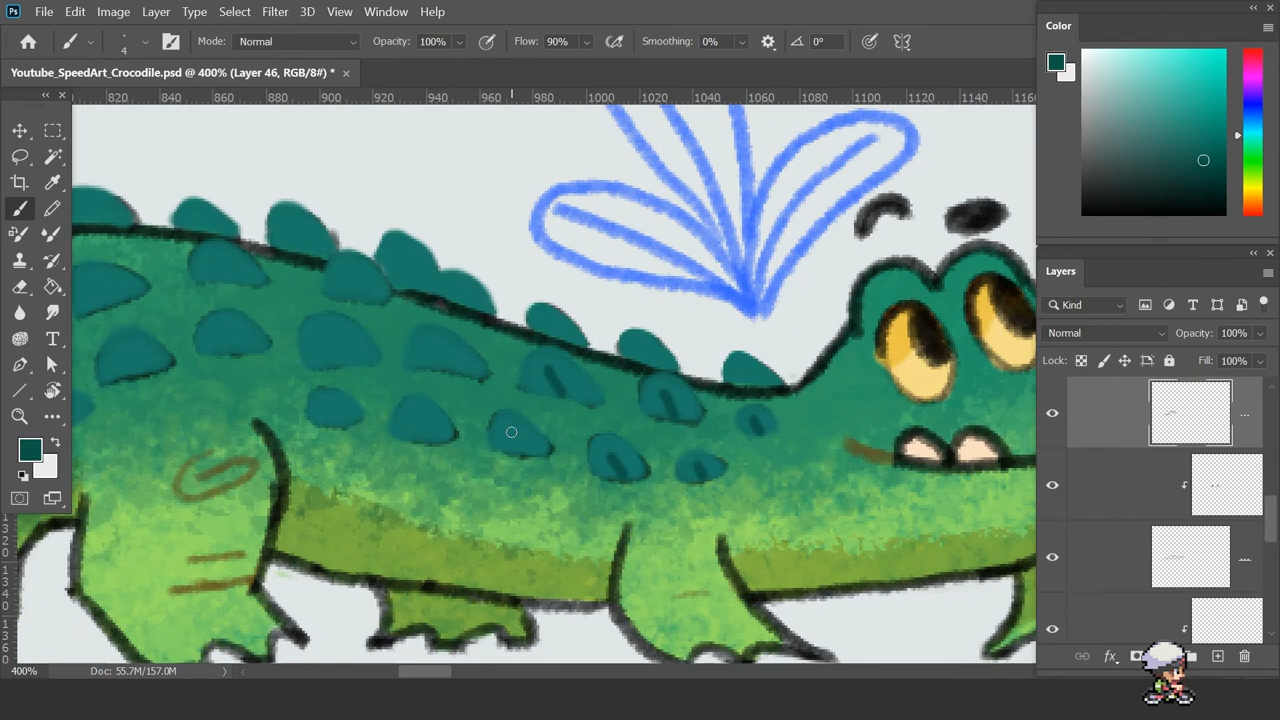 Ps File Edit Image Layer Type Select Filter 3D View Window Help
4 Mode: Normal Opacity: 100% Flow: 90% Smoothing: 0% 0°
Youtube_SpeedArt_Crocodile.psd @ 400% (Layer 46, RGB/8#) * ×
820 840 860 880 900 920 940 960 980 1000 1020 1040 1060 1080 1100 1120 1140 1160
Color
Layers
Kind
Normal Opacity: 100%
Lock: Fill: 100%
fx
400% Doc: 55.7M/157.0M